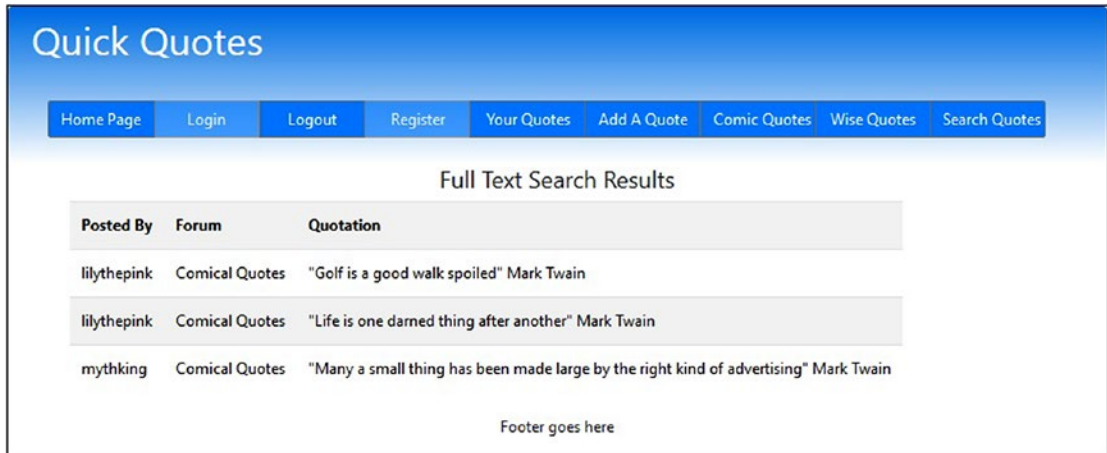 Quick Quotes
Home Page Login Logout Register Your Quotes Add A Quote Comic Quotes Wise Quotes Search Quotes
Full Text Search Results
Posted By Forum Quotation
lilythepink Comical Quotes "Golf is a good walk spoiled" Mark Twain
lilythepink Comical Quotes "Life is one darned thing after another" Mark Twain
mythking Comical Quotes "Many a small thing has been made large by the right kind of advertising" Mark Twain
Footer goes here